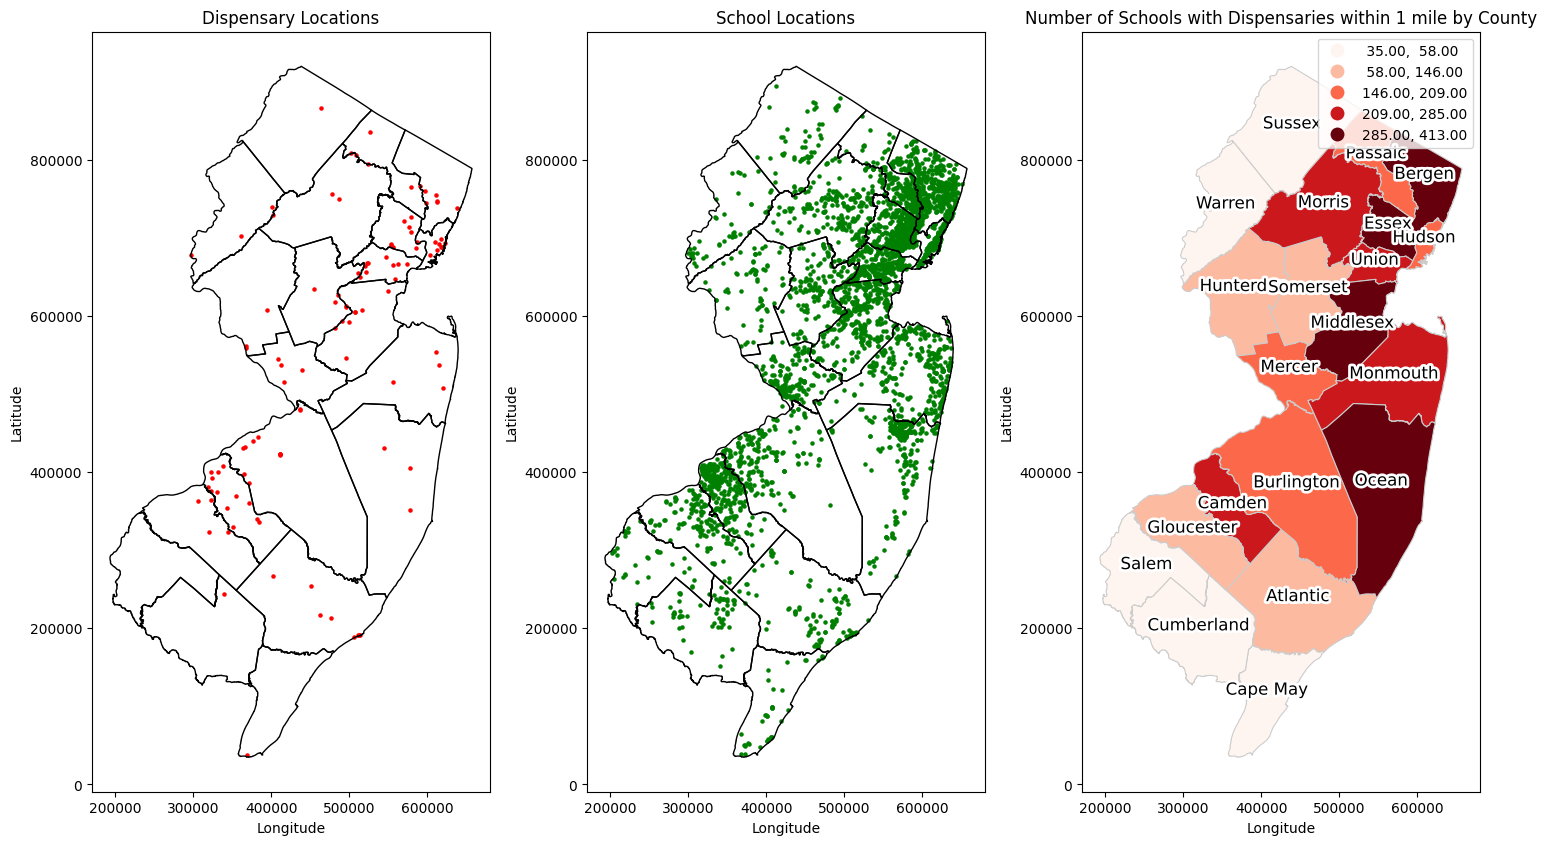 Dispensary Locations
School Locations
Number of Schools with Dispensaries within 1 mile by County
35.00, 58.00
58.00, 146.00
146.00, 209.00
209.00, 285.00
285.00, 413.00
Latitude
800000
600000
400000
200000
0
200000 300000 400000 500000 600000
Longitude
Latitude
800000
600000
400000
200000
0
200000 300000 400000 500000 600000
Longitude
Latitude
800000
600000
400000
200000
0
Sussex
Passaic
Bergen
Warren
Morris
Essex
Hudson
Union
Hunterd
Somerset
Middlesex
Mercer
Monmouth
Burlington
Ocean
Camden
Gloucester
Salem
Atlantic
Cumberland
Cape May
200000 300000 400000 500000 600000
Longitude